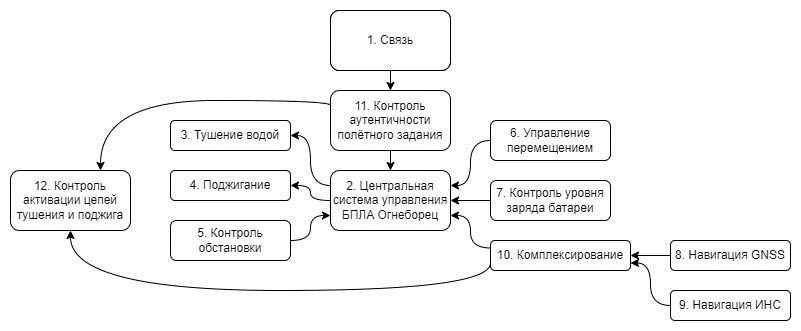 1. Связь
11. Контроль
аутентичности
полётного задания
3. Тушение водой
6. Управление
перемещением
12. Контроль
активации цепей
тушения и поджига
4. Поджигание
2. Центральная
система управления
БПЛА Огнеборец
7. Контроль уровня
заряда батареи
5. Контроль
обстановки
10. Комплексирование
8. Навигация GNSS
9. Навигация ИНС